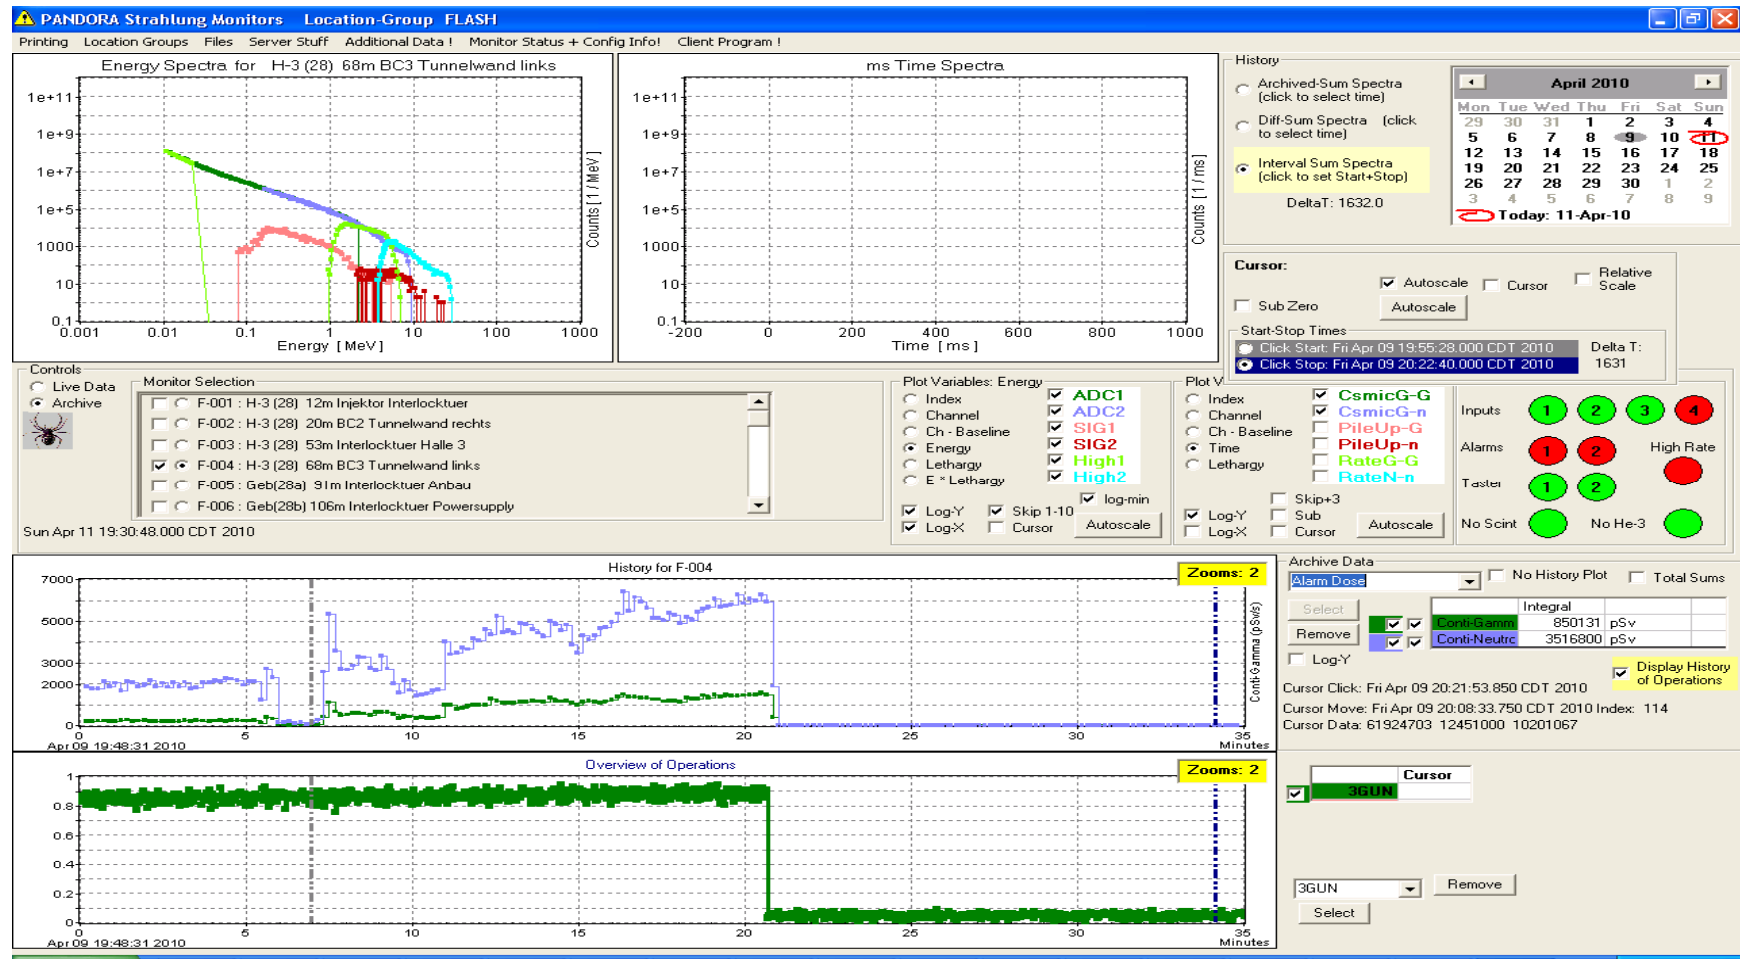 PANDORA Strahlung Monitors Location-Group FLASH
Printing Location Groups Files Server Stuff Additional Data ! Monitor Status + Config Info! Client Program !
Energy Spectra for H-3 (28) 68m BC3 Tunnelwand links
1e+11
1e+9
1e+7
1e+5
1000
10
0.1
0.001 0.01 0.1 1 10 100 1000
Energy [MeV]
Counts [1 / MeV]
ms Time Spectra
1e+11
1e+9
1e+7
1e+5
1000
10
0.1
-200 0 200 400 600 800 1000
Time [ms]
Counts [1 / ms]
History
Archived-Sum Spectra
(click to select time)
Diff-Sum Spectra (click
to select time)
Interval Sum Spectra
(click to set Start+Stop)
DeltaT: 1632.0
April 2010
Mon Tue Wed Thu Fri Sat Sun
29 30 31 1 2 3 4
5 6 7 8 9 10 11
12 13 14 15 16 17 18
19 20 21 22 23 24 25
26 27 28 29 30 1 2
3 4 5 6 7 8 9
Today: 11-Apr-10
Cursor:
Autoscale Cursor Relative
Scale
Sub Zero Autoscale
Start-Stop Times
Click Start: Fri Apr 09 19:55:28.000 CDT 2010 Delta T:
Click Stop: Fri Apr 09 20:22:40.000 CDT 2010 1631
Controls
Live Data
Archive
Monitor Selection
F-001 : H-3 (28) 12m Injektor Interlocktuer
F-002 : H-3 (28) 20m BC2 Tunnelwand rechts
F-003 : H-3 (28) 53m Interlocktuer Halle 3
F-004 : H-3 (28) 68m BC3 Tunnelwand links
F-005 : Geb(28a) 91m Interlocktuer Anbau
F-006 : Geb(28b) 106m Interlocktuer Powersupply
Sun Apr 11 19:30:48.000 CDT 2010
Plot Variables: Energy
Index ADC1
Channel ADC2
Ch - Baseline SIG1
Energy SIG2
Lethargy High1
E * Lethargy High2
log-min
Log-Y Skip 1-10
Log-X Cursor Autoscale
Plot V
Index CsmicG-G
Channel CsmicG-n
Ch - Baseline PileUp-G
Time PileUp-n
Lethargy RateG-G
RateN-n
Skip+3
Log-Y Sub
Log-X Cursor Autoscale
Inputs 1 2 3 4
Alarms 1 2 High Rate
Taster 1 2
No Scint No He-3
History for F-004
Zooms: 2
7000
5000
3000
2000
0
0 5 10 15 20 25 30 35
Apr 09 19:48:31 2010 Minutes
Conti-Gamma (pSv/s)
Archive Data
Alarm Dose No History Plot Total Sums
Select Integral
Conti-Gamm 850131 pSv
Remove Conti-Neutrc 3516800 pSv
Log-Y
Display History
of Operations
Cursor Click: Fri Apr 09 20:21:53.850 CDT 2010
Cursor Move: Fri Apr 09 20:08:33.750 CDT 2010 Index: 114
Cursor Data: 61924703 12451000 10201067
Overview of Operations
Zooms: 2
1
0.8
0.6
0.4
0.2
0
0 5 10 15 20 25 30 35
Apr 09 19:48:31 2010 Minutes
Cursor
3GUN
3GUN Remove
Select